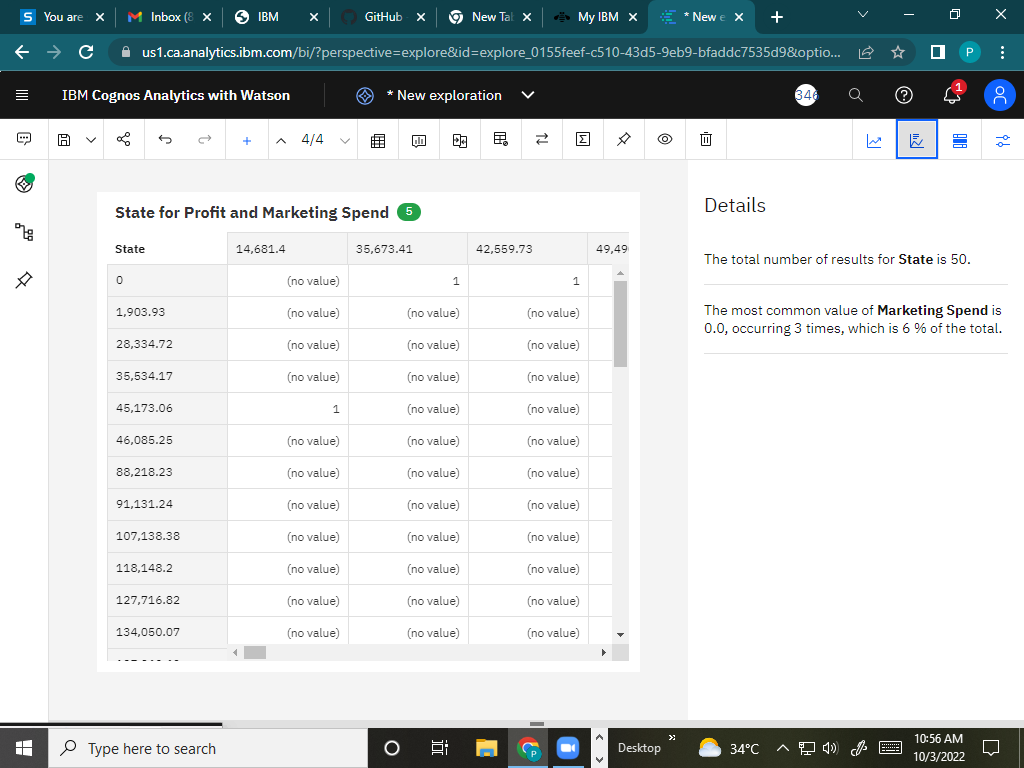 You are
Inbox (8
IBM
GitHub
New Tal
My IBM
* New e
us1.ca.analytics.ibm.com/bi/?perspective=explore&id=explore_0155feef-c510-43d5-9eb9-bfaddc7535d9&optio...
P
IBM Cognos Analytics with Watson
* New exploration
346
1
4/4
State for Profit and Marketing Spend 5
State 14,681.4 35,673.41 42,559.73 49,49
0 (no value) 1 1
1,903.93 (no value) (no value) (no value)
28,334.72 (no value) (no value) (no value)
35,534.17 (no value) (no value) (no value)
45,173.06 1 (no value) (no value)
46,085.25 (no value) (no value) (no value)
88,218.23 (no value) (no value) (no value)
91,131.24 (no value) (no value) (no value)
107,138.38 (no value) (no value) (no value)
118,148.2 (no value) (no value) (no value)
127,716.82 (no value) (no value) (no value)
134,050.07 (no value) (no value) (no value)
Details
The total number of results for State is 50.
The most common value of Marketing Spend is
0.0, occurring 3 times, which is 6 % of the total.
Type here to search
Desktop
34°C
10:56 AM
10/3/2022